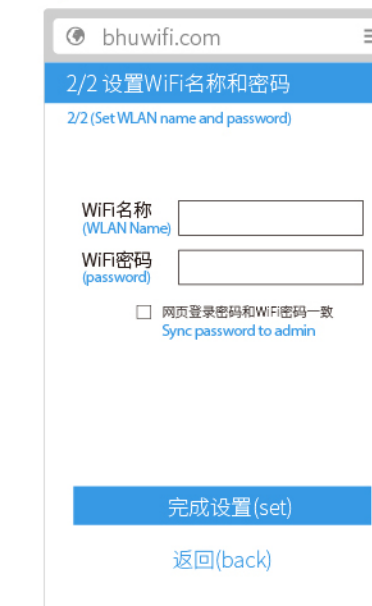 bhuwifi.com
2/2 设置WiFi名称和密码
2/2 (Set WLAN name and password)
WiFi名称
(WLAN Name)
WiFi密码
(password)
网页登录密码和WiFi密码一致
Sync password to admin
完成设置(set)
返回(back)